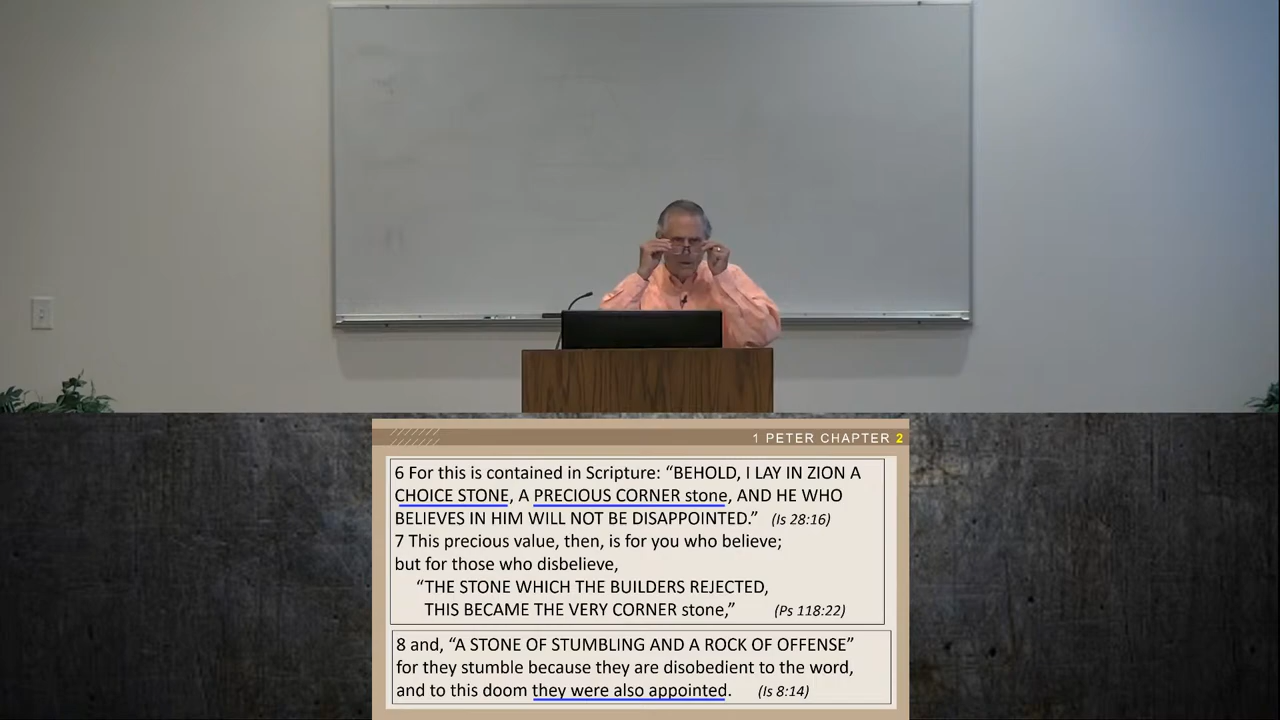 1 PETER CHAPTER 2
6 For this is contained in Scripture: “BEHOLD, I LAY IN ZION A
CHOICE STONE, A PRECIOUS CORNER stone, AND HE WHO
BELIEVES IN HIM WILL NOT BE DISAPPOINTED.” (Is 28:16)
7 This precious value, then, is for you who believe;
but for those who disbelieve,
“THE STONE WHICH THE BUILDERS REJECTED,
THIS BECAME THE VERY CORNER stone,” (Ps 118:22)
8 and, “A STONE OF STUMBLING AND A ROCK OF OFFENSE”
for they stumble because they are disobedient to the word,
and to this doom they were also appointed. (Is 8:14)